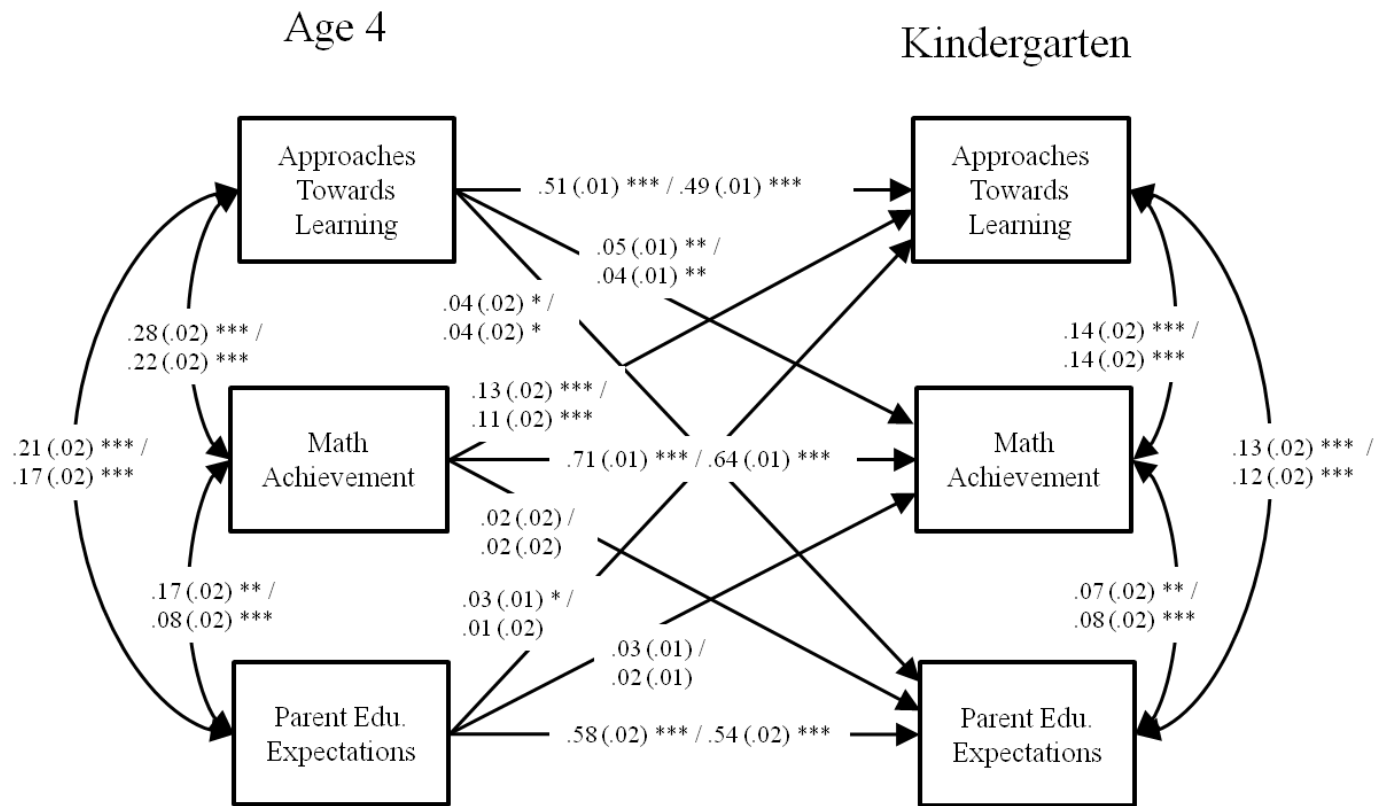 Age 4
Kindergarten
Approaches
Towards
Learning
Approaches
Towards
Learning
.51 (.01) *** / .49 (.01) ***
.05 (.01) ** /
.04 (.01) **
.04 (.02) * /
.04 (.02) *
.28 (.02) *** /
.22 (.02) ***
.14 (.02) *** /
.14 (.02) ***
.13 (.02) *** /
.11 (.02) ***
Math
Achievement
Math
Achievement
.21 (.02) *** /
.17 (.02) ***
.71 (.01) *** / .64 (.01) ***
.13 (.02) *** /
.12 (.02) ***
.02 (.02) /
.02 (.02)
.17 (.02) ** /
.08 (.02) ***
.03 (.01) * /
.01 (.02)
.07 (.02) ** /
.08 (.02) ***
.03 (.01) /
.02 (.01)
Parent Edu.
Expectations
.58 (.02) *** / .54 (.02) ***
Parent Edu.
Expectations